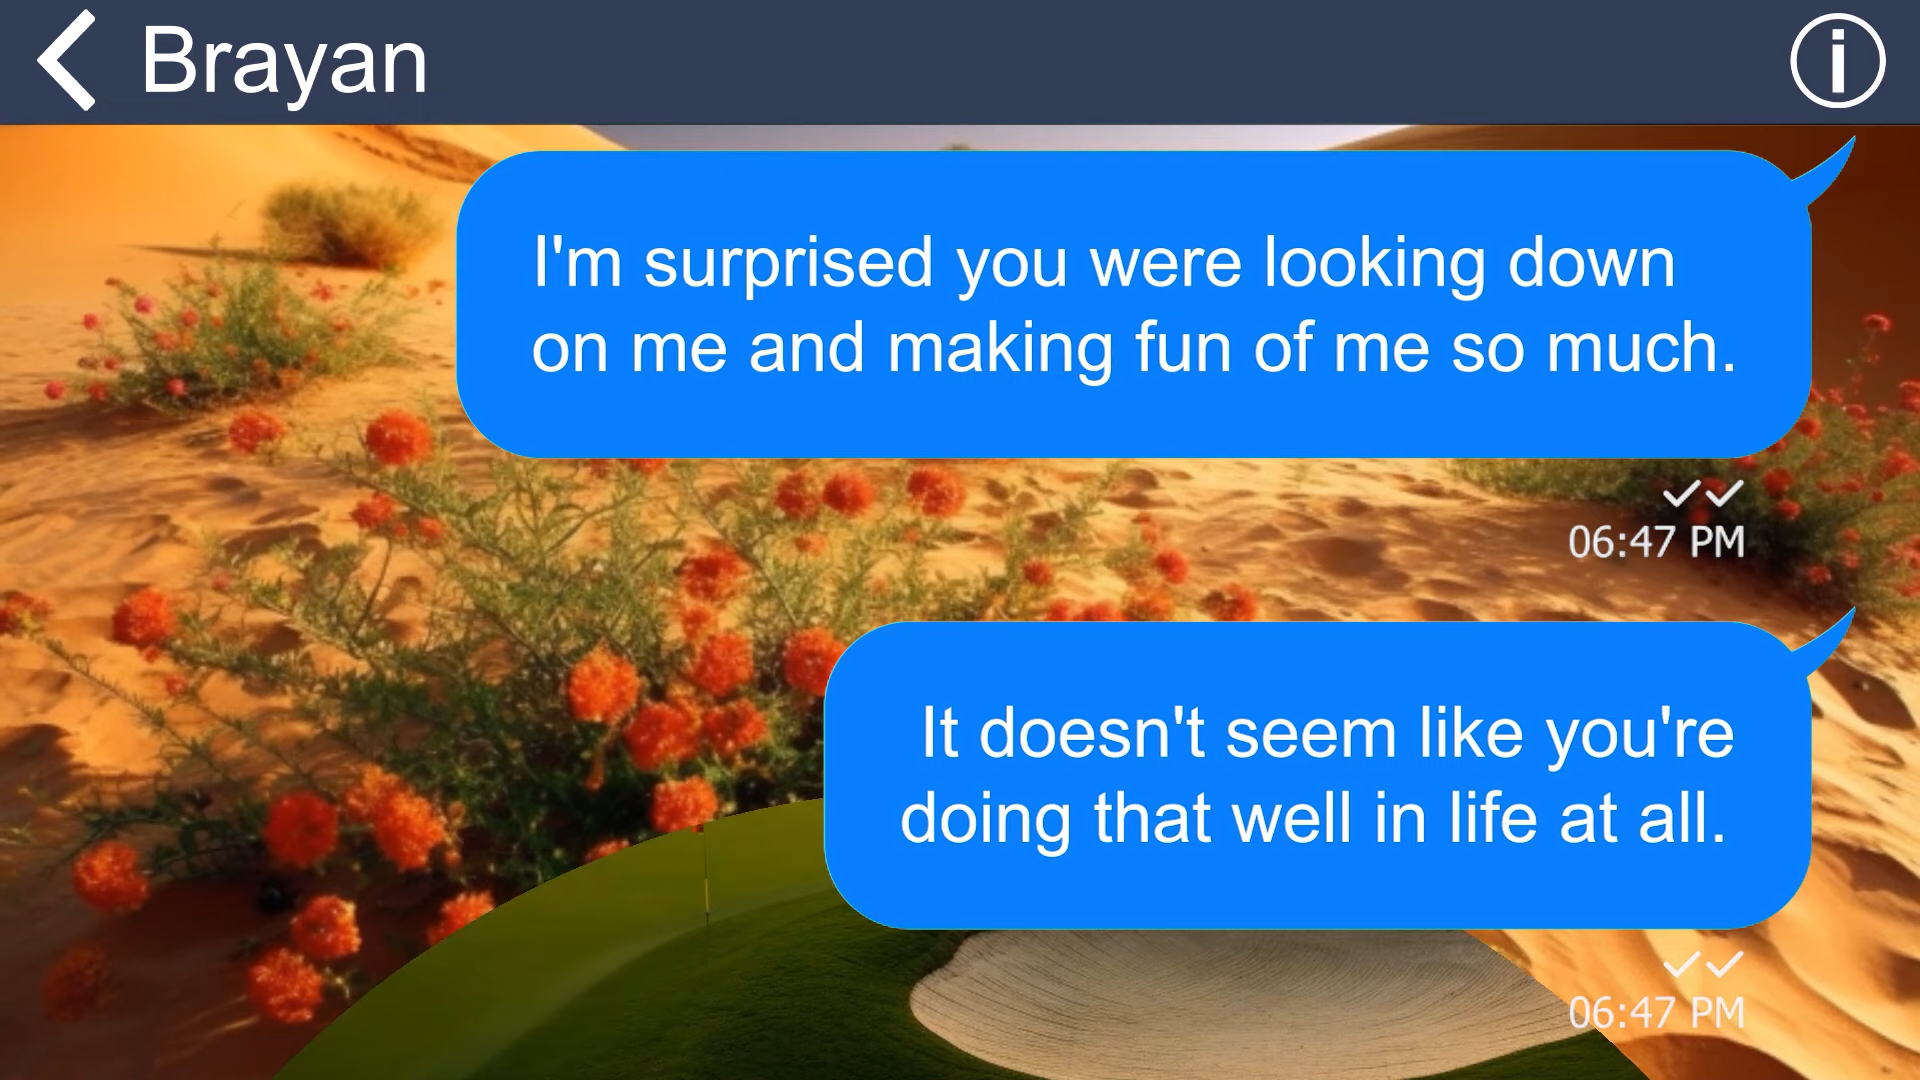 Brayan
I'm surprised you were looking down
on me and making fun of me so much.
06:47 PM
It doesn't seem like you're
doing that well in life at all.
06:47 PM